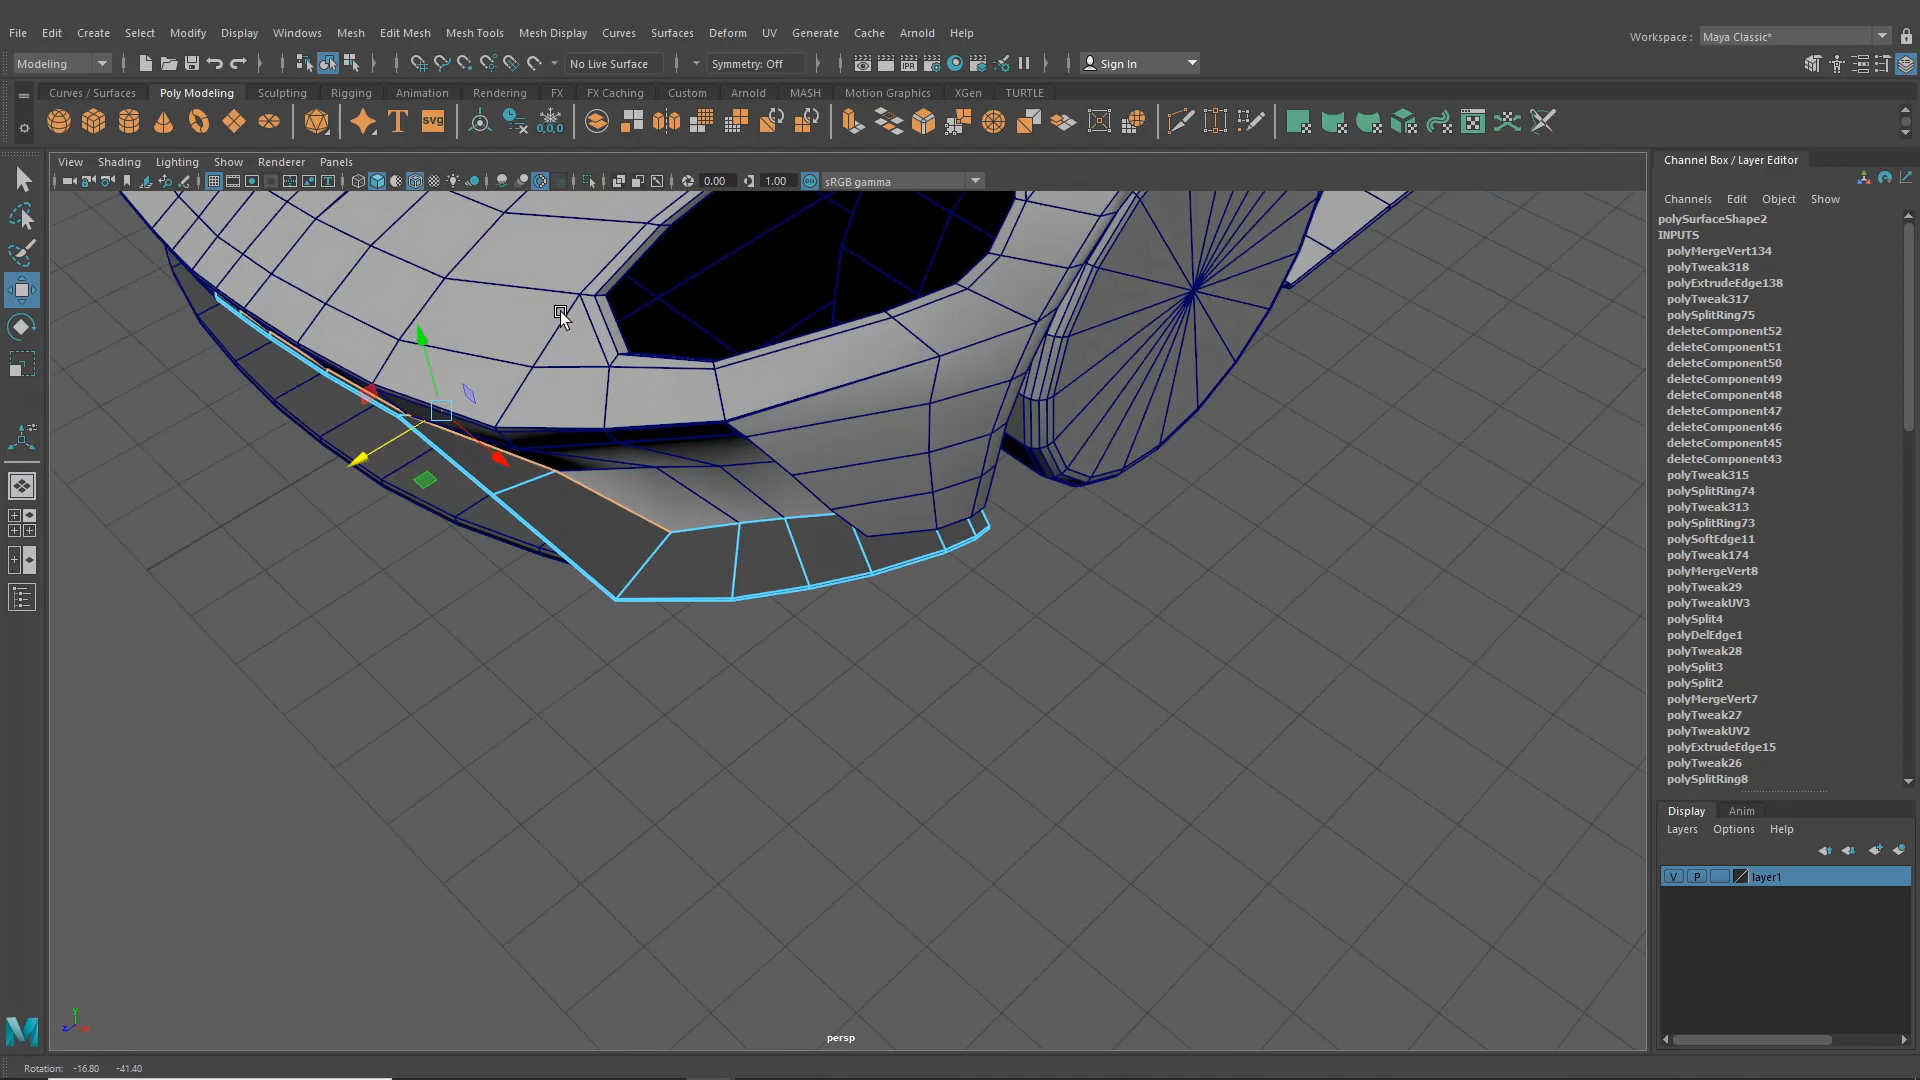 File Edit Create Select Modify Display Windows Mesh Edit Mesh Mesh Tools Mesh Display Curves Surfaces Deform UV Generate Cache Arnold Help
Workspace : Maya Classic*
Modeling No Live Surface Symmetry: Off Sign In
Curves / Surfaces Poly Modeling Sculpting Rigging Animation Rendering FX FX Caching Custom Arnold MASH Motion Graphics XGen TURTLE
T svg 0,0,0
View Shading Lighting Show Renderer Panels
0.00 1.00 sRGB gamma
Channel Box / Layer Editor
Channels Edit Object Show
polySurfaceShape2
INPUTS
polyMergeVert134
polyTweak318
polyExtrudeEdge138
polyTweak317
polySplitRing75
deleteComponent52
deleteComponent51
deleteComponent50
deleteComponent49
deleteComponent48
deleteComponent47
deleteComponent46
deleteComponent45
deleteComponent43
polyTweak315
polySplitRing74
polyTweak313
polySplitRing73
polySoftEdge11
polyTweak174
polyMergeVert8
polyTweak29
polyTweakUV3
polySplit4
polyDelEdge1
polyTweak28
polySplit3
polySplit2
polyMergeVert7
polyTweak27
polyTweakUV2
polyExtrudeEdge15
polyTweak26
polySplitRing8
Display Anim
Layers Options Help
V P layer1
persp
Rotation: -16.80 -41.40